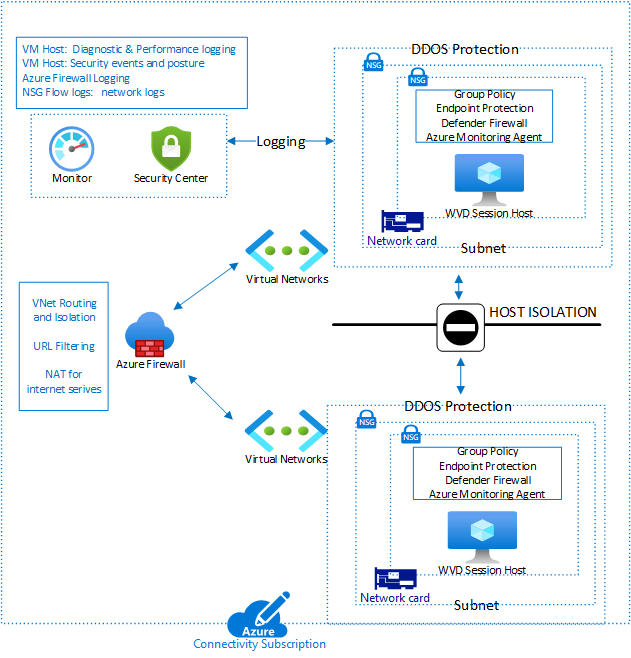 VM Host:  Diagnostic & Performance logging
VM Host: Security events and posture
Azure Firewall Logging
NSG Flow logs:  network logs
Monitor
Security Center
Logging
DDOS Protection
NSG
NSG
Group Policy
Endpoint Protection
Defender Firewall
Azure Monitoring Agent
WVD Session Host
Network card
Subnet
Virtual Networks
VNet Routing
and Isolation
URL Filtering
NAT for
internet serives
Azure Firewall
HOST ISOLATION
Virtual Networks
DDOS Protection
NSG
NSG
Group Policy
Endpoint Protection
Defender Firewall
Azure Monitoring Agent
WVD Session Host
Network card
Subnet
Azure
Connectivity Subscription